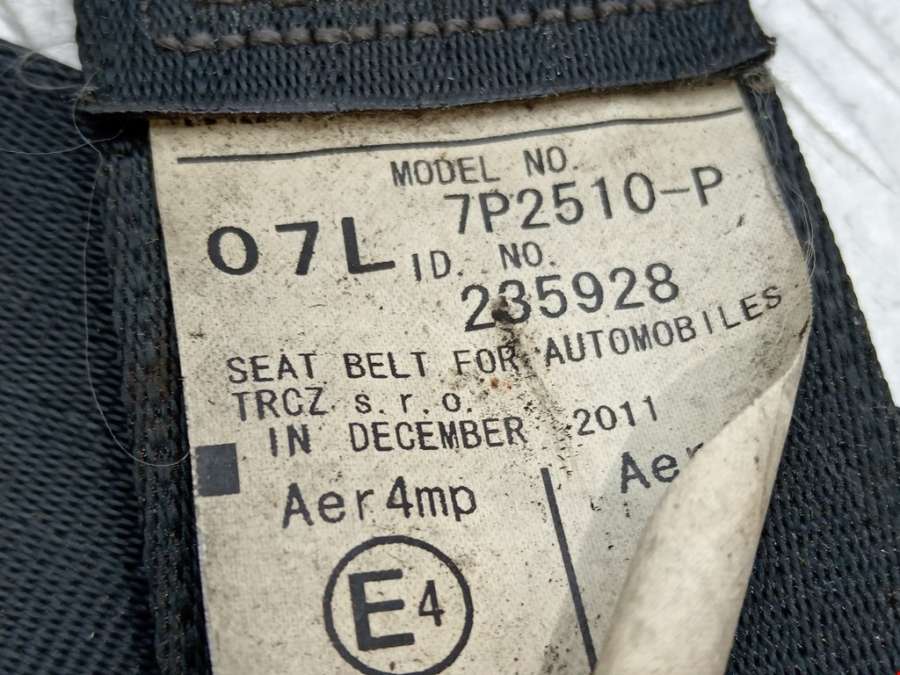 MODEL NO.
7P2510-P
07L
ID. NO.
235928
SEAT BELT FOR AUTOMOBILES
TRCZ s.r.o.
IN DECEMBER 2011
Aer4mp
E4